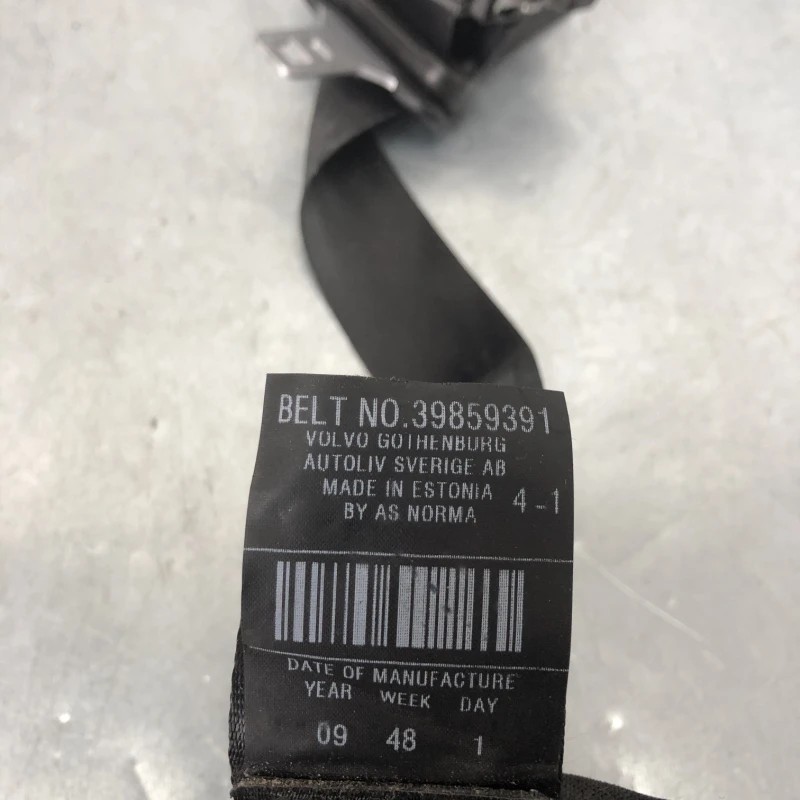 BELT NO.39859391
VOLVO GOTHENBURG
AUTOLIV SVERIGE AB
MADE IN ESTONIA 4-1
BY AS NORMA
DATE OF MANUFACTURE
YEAR WEEK DAY
09 48 1